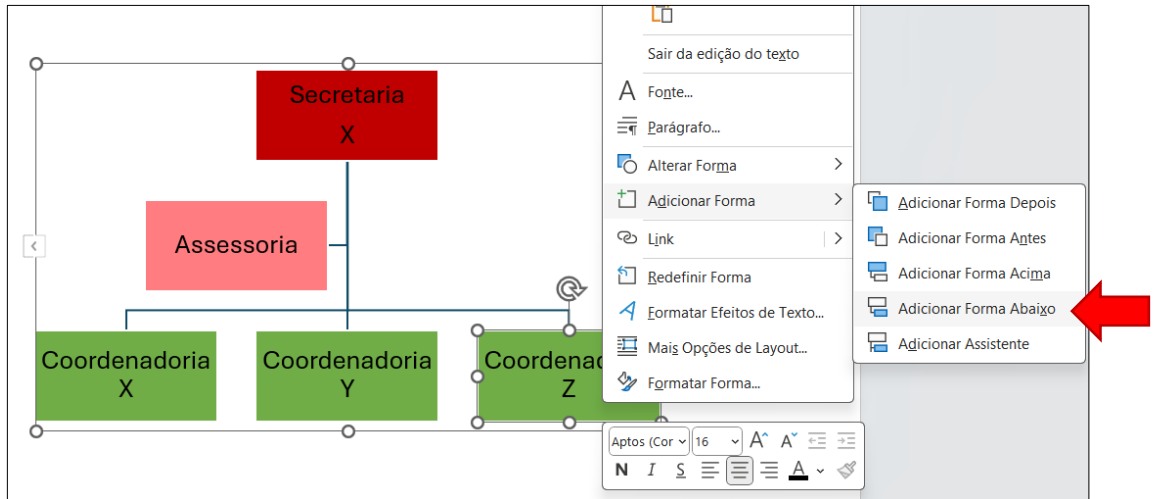 Secretaria
X
Assessoria
Coordenadoria
X
Coordenadoria
Y
Z
Sair da edição do texto
Fonte...
Parágrafo...
Alterar Forma
Adicionar Forma
Link
Redefinir Forma
Formatar Efeitos de Texto...
Mais Opções de Layout...
Formatar Forma...
Adicionar Forma Depois
Adicionar Forma Antes
Adicionar Forma Acima
Adicionar Forma Abaixo
Adicionar Assistente
Aptos (Cor 16 A A
N I S A